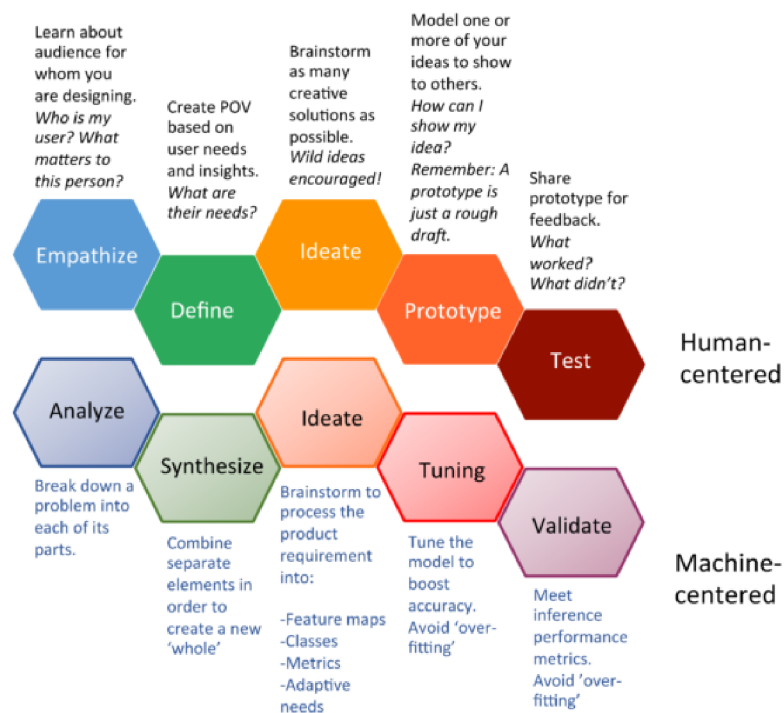 Learn about
audience for
whom you
are designing.
Who is my
user? What
matters to
this person?
Create POV
based on
user needs
and insights.
What are
their needs?
Brainstorm
as many
creative
solutions as
possible.
Wild ideas
encouraged!
Model one or
more of your
ideas to show
to others.
How can I
show my
idea?
Remember: A
prototype is
just a rough
draft.
Share
prototype for
feedback.
What
worked?
What didn't?
Empathize
Define
Ideate
Prototype
Test
Human-
centered
Analyze
Synthesize
Ideate
Tuning
Validate
Machine-
centered
Break down a
problem into
each of its
parts.
Combine
separate
elements in
order to
create a new
'whole'
Brainstorm to
process the
product
requirement
into:
-Feature maps
-Classes
-Metrics
-Adaptive
needs
Tune the
model to
boost
accuracy.
Avoid 'over-
fitting'
Meet
inference
performance
metrics.
Avoid 'over-
fitting'